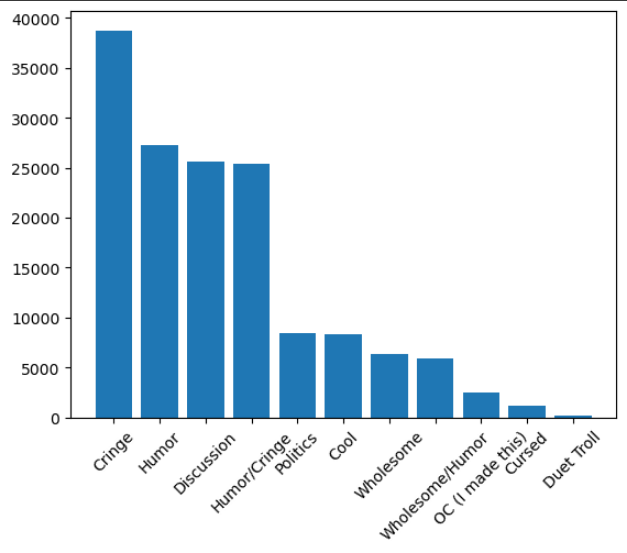 40000
35000
30000
25000
20000
15000
10000
5000
0
Cringe
Humor
Discussion
Humor/Cringe
Politics
Cool
Wholesome
Wholesome/Humor
OC (I made this)
Cursed
Duet Troll